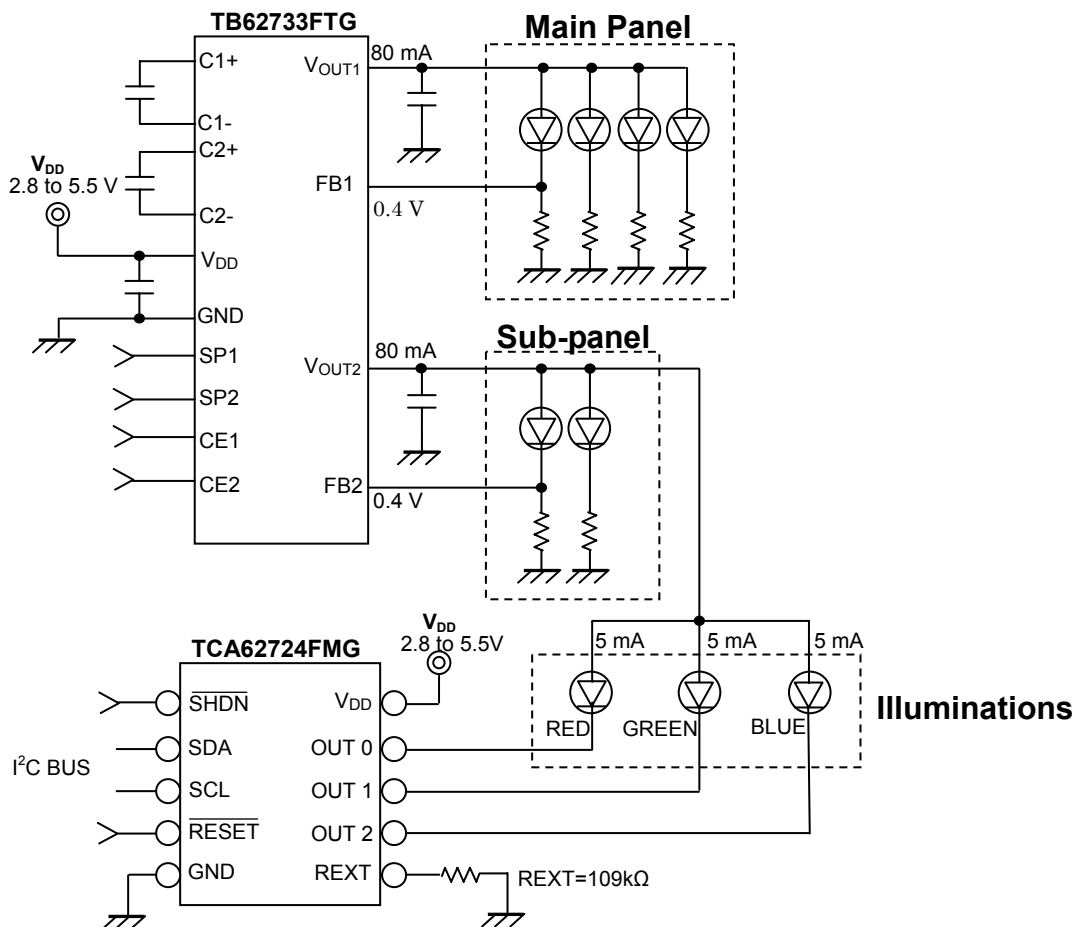 TB62733FTG
Main Panel
C1+
C1-
C2+
C2-
VDD
2.8 to 5.5 V
VDD
GND
SP1
SP2
CE1
CE2
VOUT1
80 mA
FB1
0.4 V
Sub-panel
VOUT2
80 mA
FB2
0.4 V
TCA62724FMG
VDD
2.8 to 5.5V
SHDN
SDA
I²C BUS
SCL
RESET
GND
VDD
OUT 0
OUT 1
OUT 2
REXT
REXT=109kΩ
5 mA
5 mA
5 mA
RED
GREEN
BLUE
Illuminations